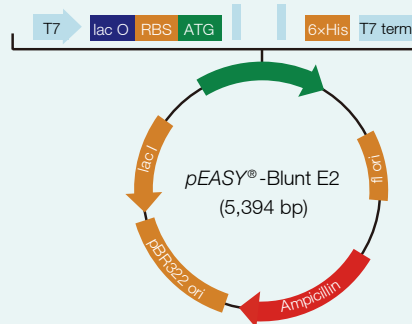 T7 lac O RBS ATG 6×His T7 term
lac I
f1 ori
pEASY®-Blunt E2
(5,394 bp)
pBR322 ori
Ampicillin